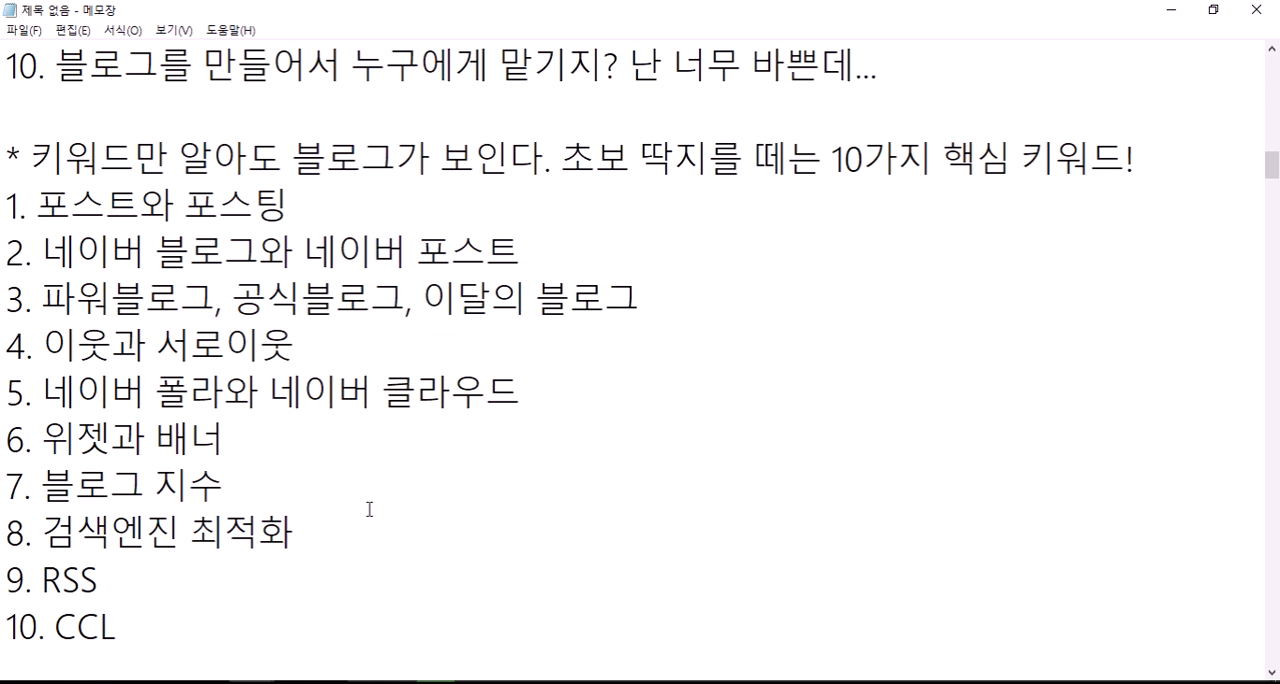 제목 없음 - 메모장
파일(F) 편집(E) 서식(O) 보기(V) 도움말(H)
10. 블로그를 만들어서 누구에게 맡기지? 난 너무 바쁜데...
* 키워드만 알아도 블로그가 보인다. 초보 딱지를 떼는 10가지 핵심 키워드!
1. 포스트와 포스팅
2. 네이버 블로그와 네이버 포스트
3. 파워블로그, 공식블로그, 이달의 블로그
4. 이웃과 서로이웃
5. 네이버 폴라와 네이버 클라우드
6. 위젯과 배너
7. 블로그 지수
8. 검색엔진 최적화
9. RSS
10. CCL